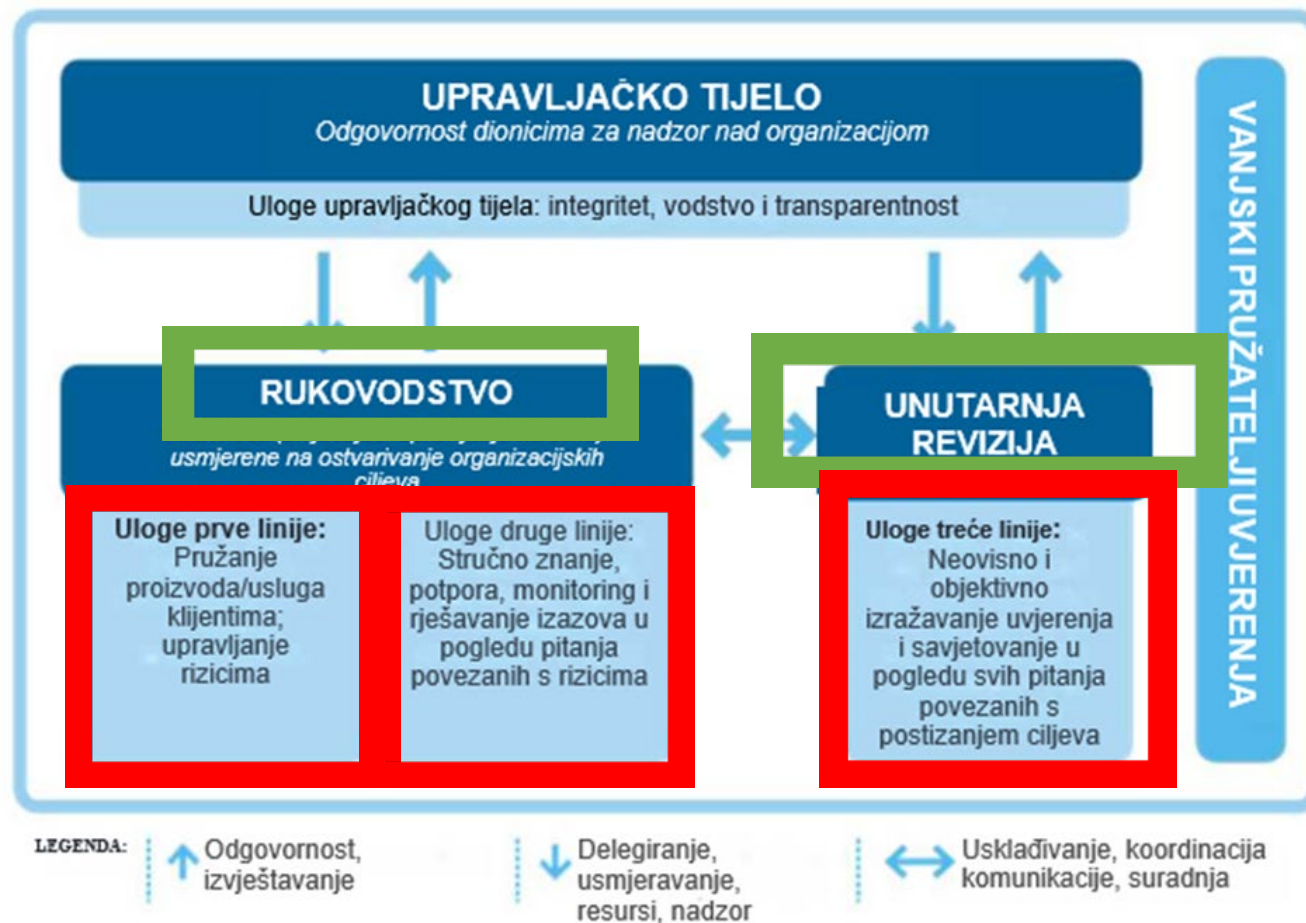 UPRAVLJAČKO TIJELO
Odgovornost dionicima za nadzor nad organizacijom
Uloge upravljačkog tijela: integritet, vodstvo i transparentnost
VANJSKI PRUŽATELJI UVJERENJA
RUKOVODSTVO
usmjerene na ostvarivanje organizacijskih
ciljeva
UNUTARNJA
REVIZIJA
Uloge prve linije:
Pružanje
proizvoda/usluga
klijentima;
upravljanje
rizicima
Uloge druge linije:
Stručno znanje,
potpora, monitoring i
rješavanje izazova u
pogledu pitanja
povezanih s rizicima
Uloge treće linije:
Neovisno i
objektivno
izražavanje uvjerenja
i savjetovanje u
pogledu svih pitanja
povezanih s
postizanjem ciljeva
LEGENDA:
Odgovornost,
izvještavanje
Delegiranje,
usmjeravanje,
resursi, nadzor
Usklađivanje, koordinacija
komunikacije, suradnja